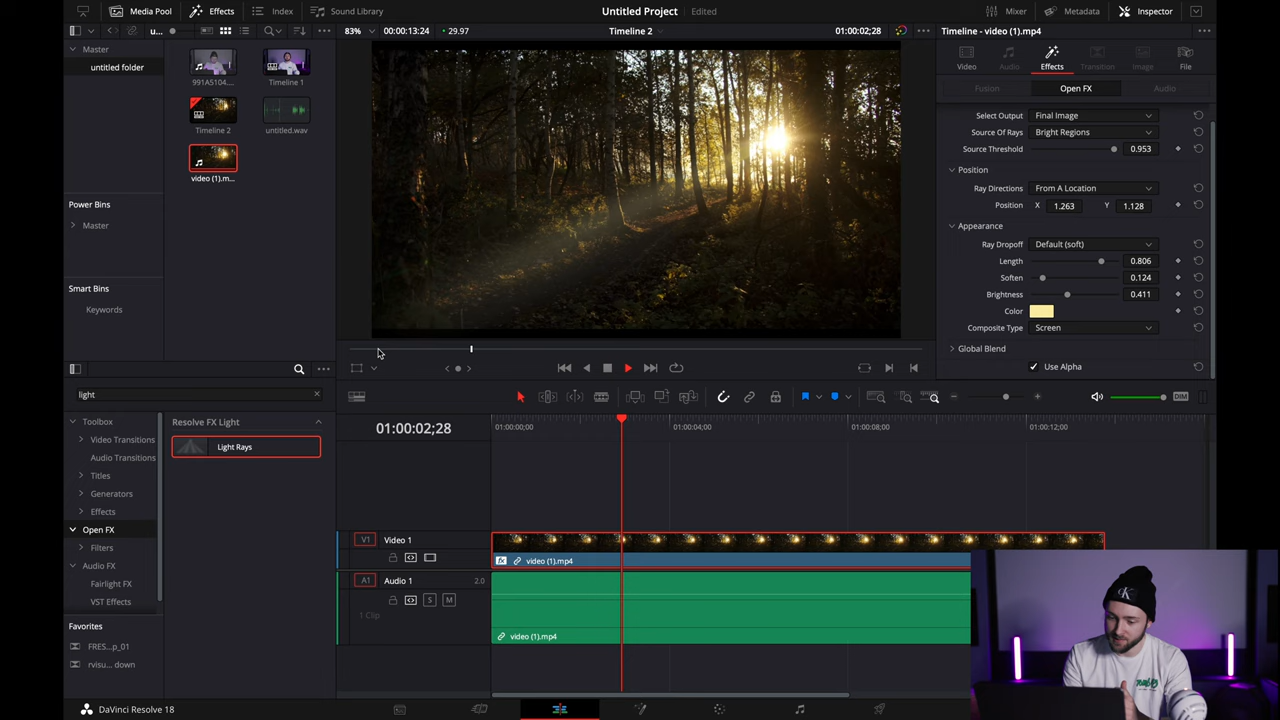 Media Pool Effects Index Sound Library Untitled Project Edited Mixer Metadata Inspector
u... 83% 00:00:13:24 29.97 Timeline 2 01:00:02;28 Timeline - video (1).mp4
Master
untitled folder
991A5104....
Timeline 1
Timeline 2
untitled.wav
video (1).m...
Power Bins
Master
Smart Bins
Keywords
Video Audio Effects Transition Image File
Fusion Open FX Audio
Select Output Final Image
Source Of Rays Bright Regions
Source Threshold 0.953
Position
Ray Directions From A Location
Position X 1.263 Y 1.128
Appearance
Ray Dropoff Default (soft)
Length 0.806
Soften 0.124
Brightness 0.411
Color
Composite Type Screen
Global Blend
Use Alpha
light
Toolbox
Video Transitions
Audio Transitions
Titles
Generators
Effects
Open FX
Filters
Audio FX
Fairlight FX
VST Effects
Favorites
FRES...p_01
rvisu... down
Resolve FX Light
Light Rays
DIM
01:00:02;28
01:00:00;00 01:00:04;00 01:00:08;00 01:00:12;00
V1 Video 1
video (1).mp4
A1 Audio 1 2.0
S M
1 Clip
video (1).mp4
DaVinci Resolve 18